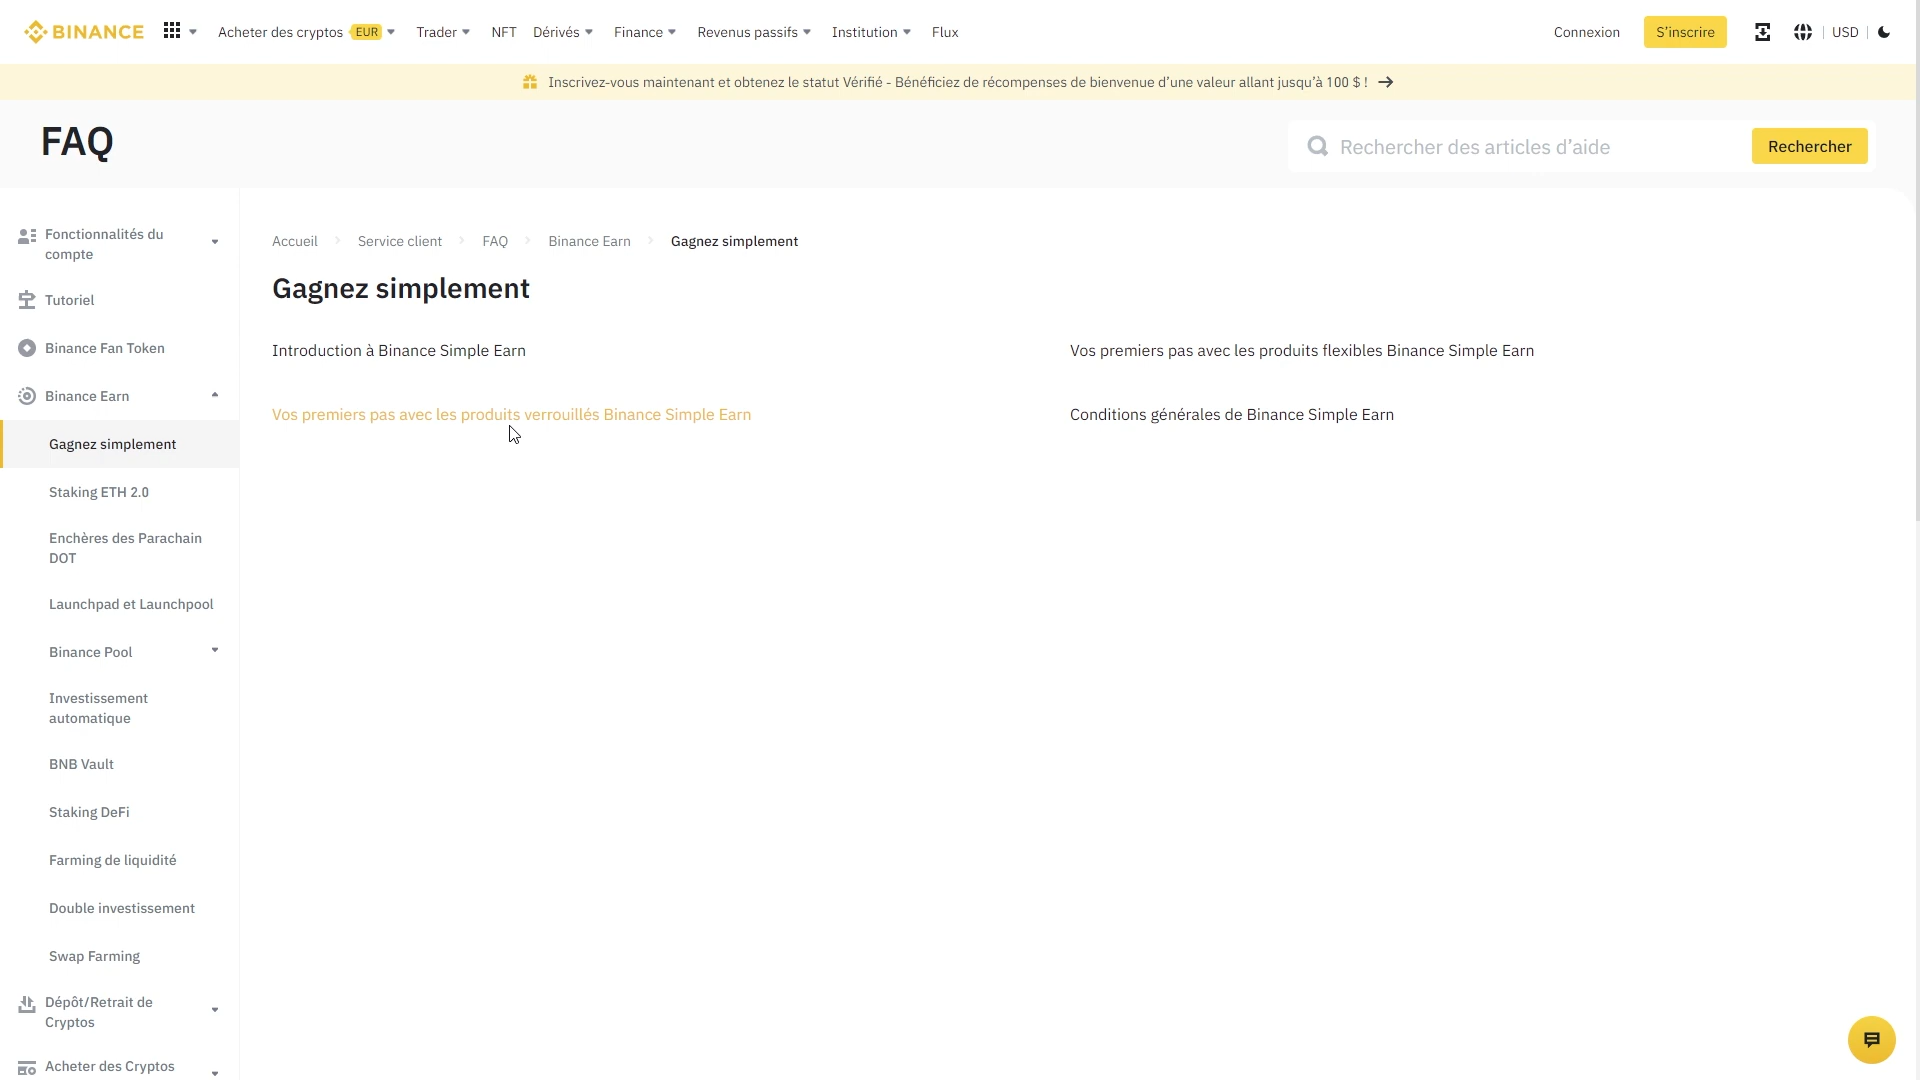 BINANCE
Acheter des cryptos EUR
Trader
NFT
Dérivés
Finance
Revenus passifs
Institution
Flux
Connexion
S’inscrire
USD
Inscrivez-vous maintenant et obtenez le statut Vérifié - Bénéficiez de récompenses de bienvenue d’une valeur allant jusqu’à 100 $ !
FAQ
Rechercher des articles d’aide
Rechercher
Fonctionnalités du
compte
Tutoriel
Binance Fan Token
Binance Earn
Gagnez simplement
Staking ETH 2.0
Enchères des Parachain
DOT
Launchpad et Launchpool
Binance Pool
Investissement
automatique
BNB Vault
Staking DeFi
Farming de liquidité
Double investissement
Swap Farming
Dépôt/Retrait de
Cryptos
Acheter des Cryptos
Accueil
Service client
FAQ
Binance Earn
Gagnez simplement
Gagnez simplement
Introduction à Binance Simple Earn
Vos premiers pas avec les produits flexibles Binance Simple Earn
Vos premiers pas avec les produits verrouillés Binance Simple Earn
Conditions générales de Binance Simple Earn